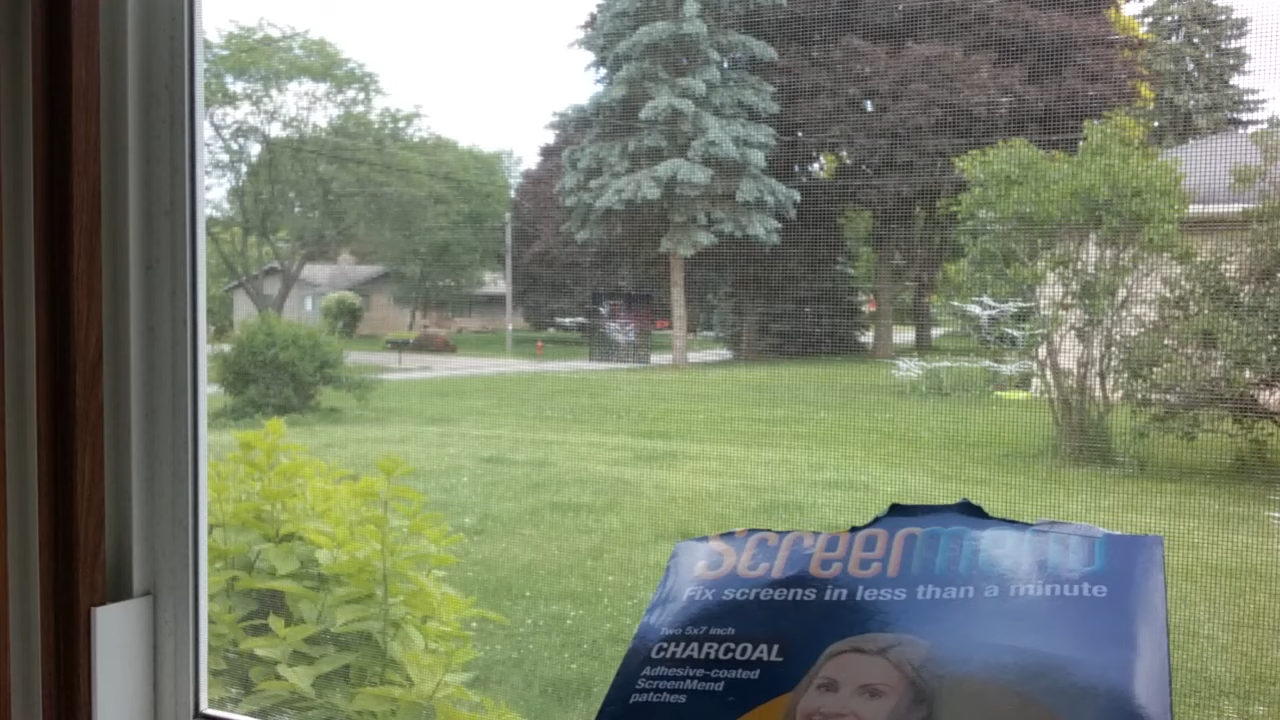 ScreenMend
Fix screens in less than a minute
Two 5x7 inch
CHARCOAL
Adhesive-coated
ScreenMend
patches